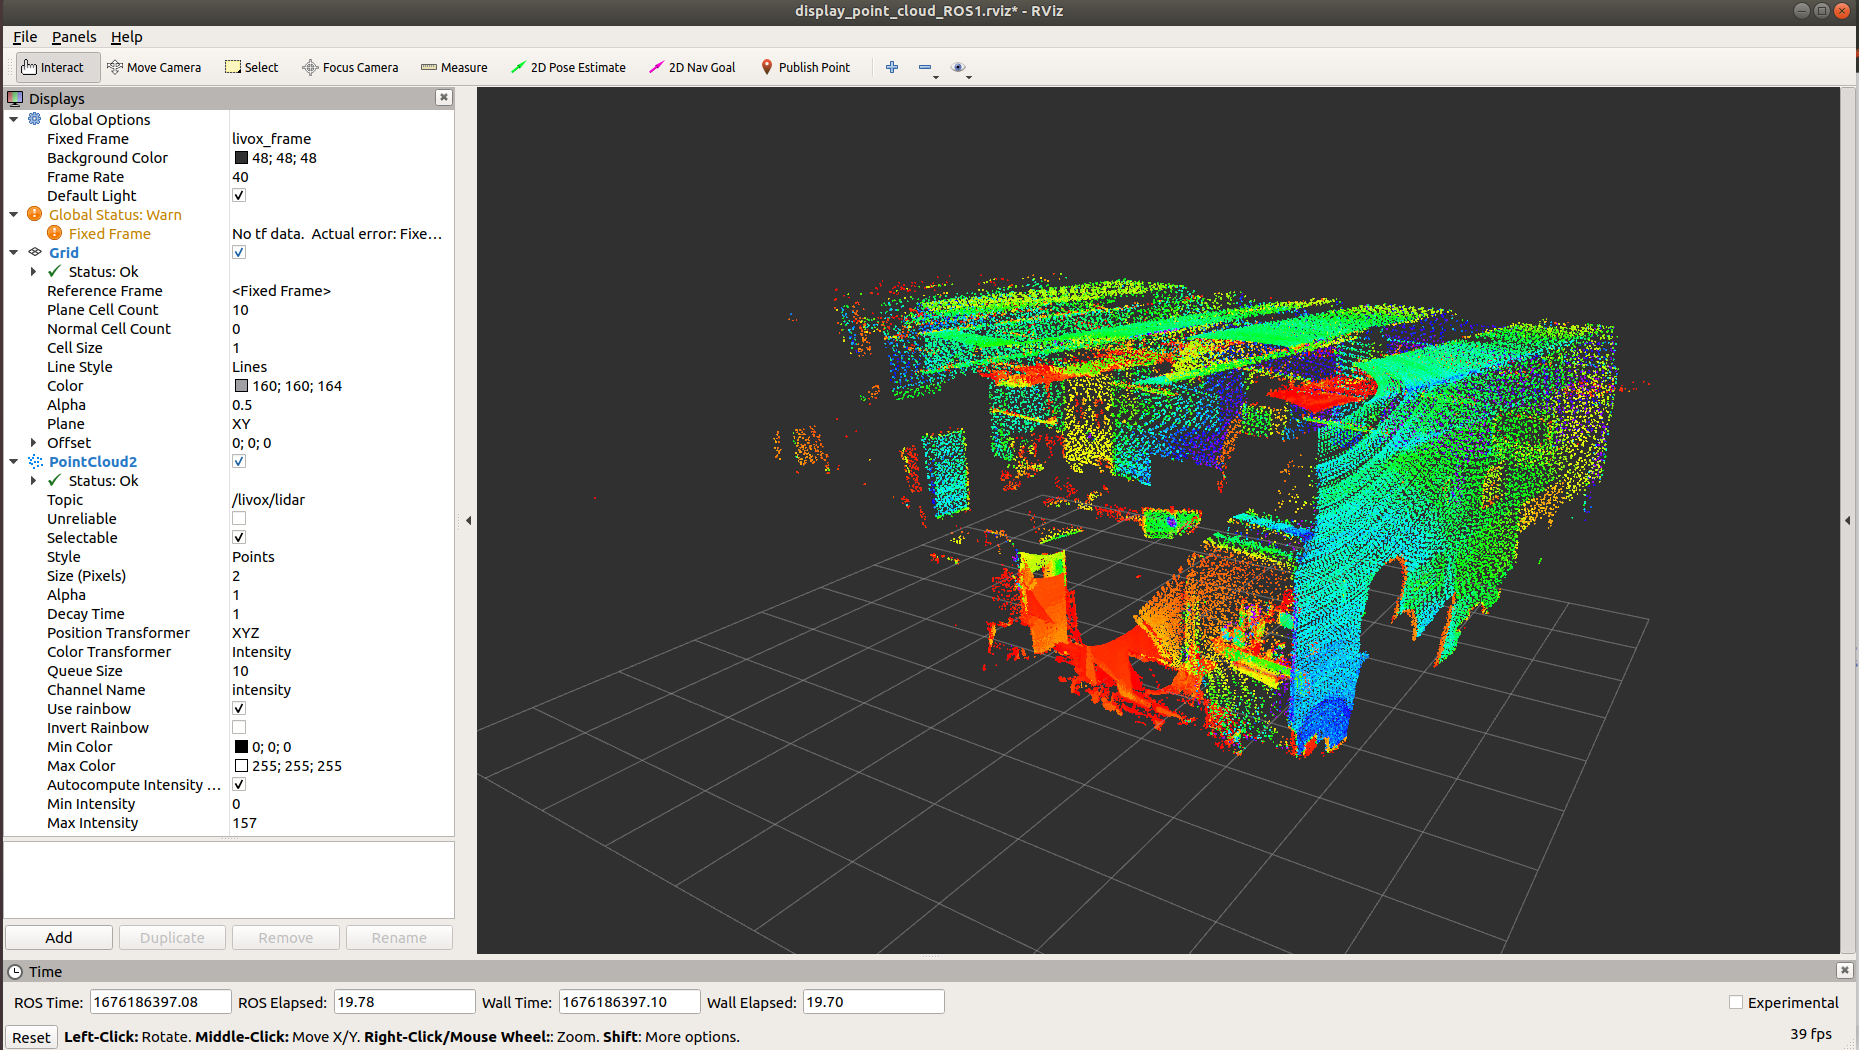 display_point_cloud_ROS1.rviz* - RViz
File Panels Help
Interact Move Camera Select Focus Camera Measure 2D Pose Estimate 2D Nav Goal Publish Point
Displays
Global Options
Fixed Frame livox_frame
Background Color 48; 48; 48
Frame Rate 40
Default Light
Global Status: Warn
Fixed Frame No tf data. Actual error: Fixe...
Grid
Status: Ok
Reference Frame <Fixed Frame>
Plane Cell Count 10
Normal Cell Count 0
Cell Size 1
Line Style Lines
Color 160; 160; 164
Alpha 0.5
Plane XY
Offset 0; 0; 0
PointCloud2
Status: Ok
Topic /livox/lidar
Unreliable
Selectable
Style Points
Size (Pixels) 2
Alpha 1
Decay Time 1
Position Transformer XYZ
Color Transformer Intensity
Queue Size 10
Channel Name intensity
Use rainbow
Invert Rainbow
Min Color 0; 0; 0
Max Color 255; 255; 255
Autocompute Intensity ...
Min Intensity 0
Max Intensity 157
Add Duplicate Remove Rename
Time
ROS Time: 1676186397.08 ROS Elapsed: 19.78 Wall Time: 1676186397.10 Wall Elapsed: 19.70 Experimental
Reset Left-Click: Rotate. Middle-Click: Move X/Y. Right-Click/Mouse Wheel:: Zoom. Shift: More options. 39 fps